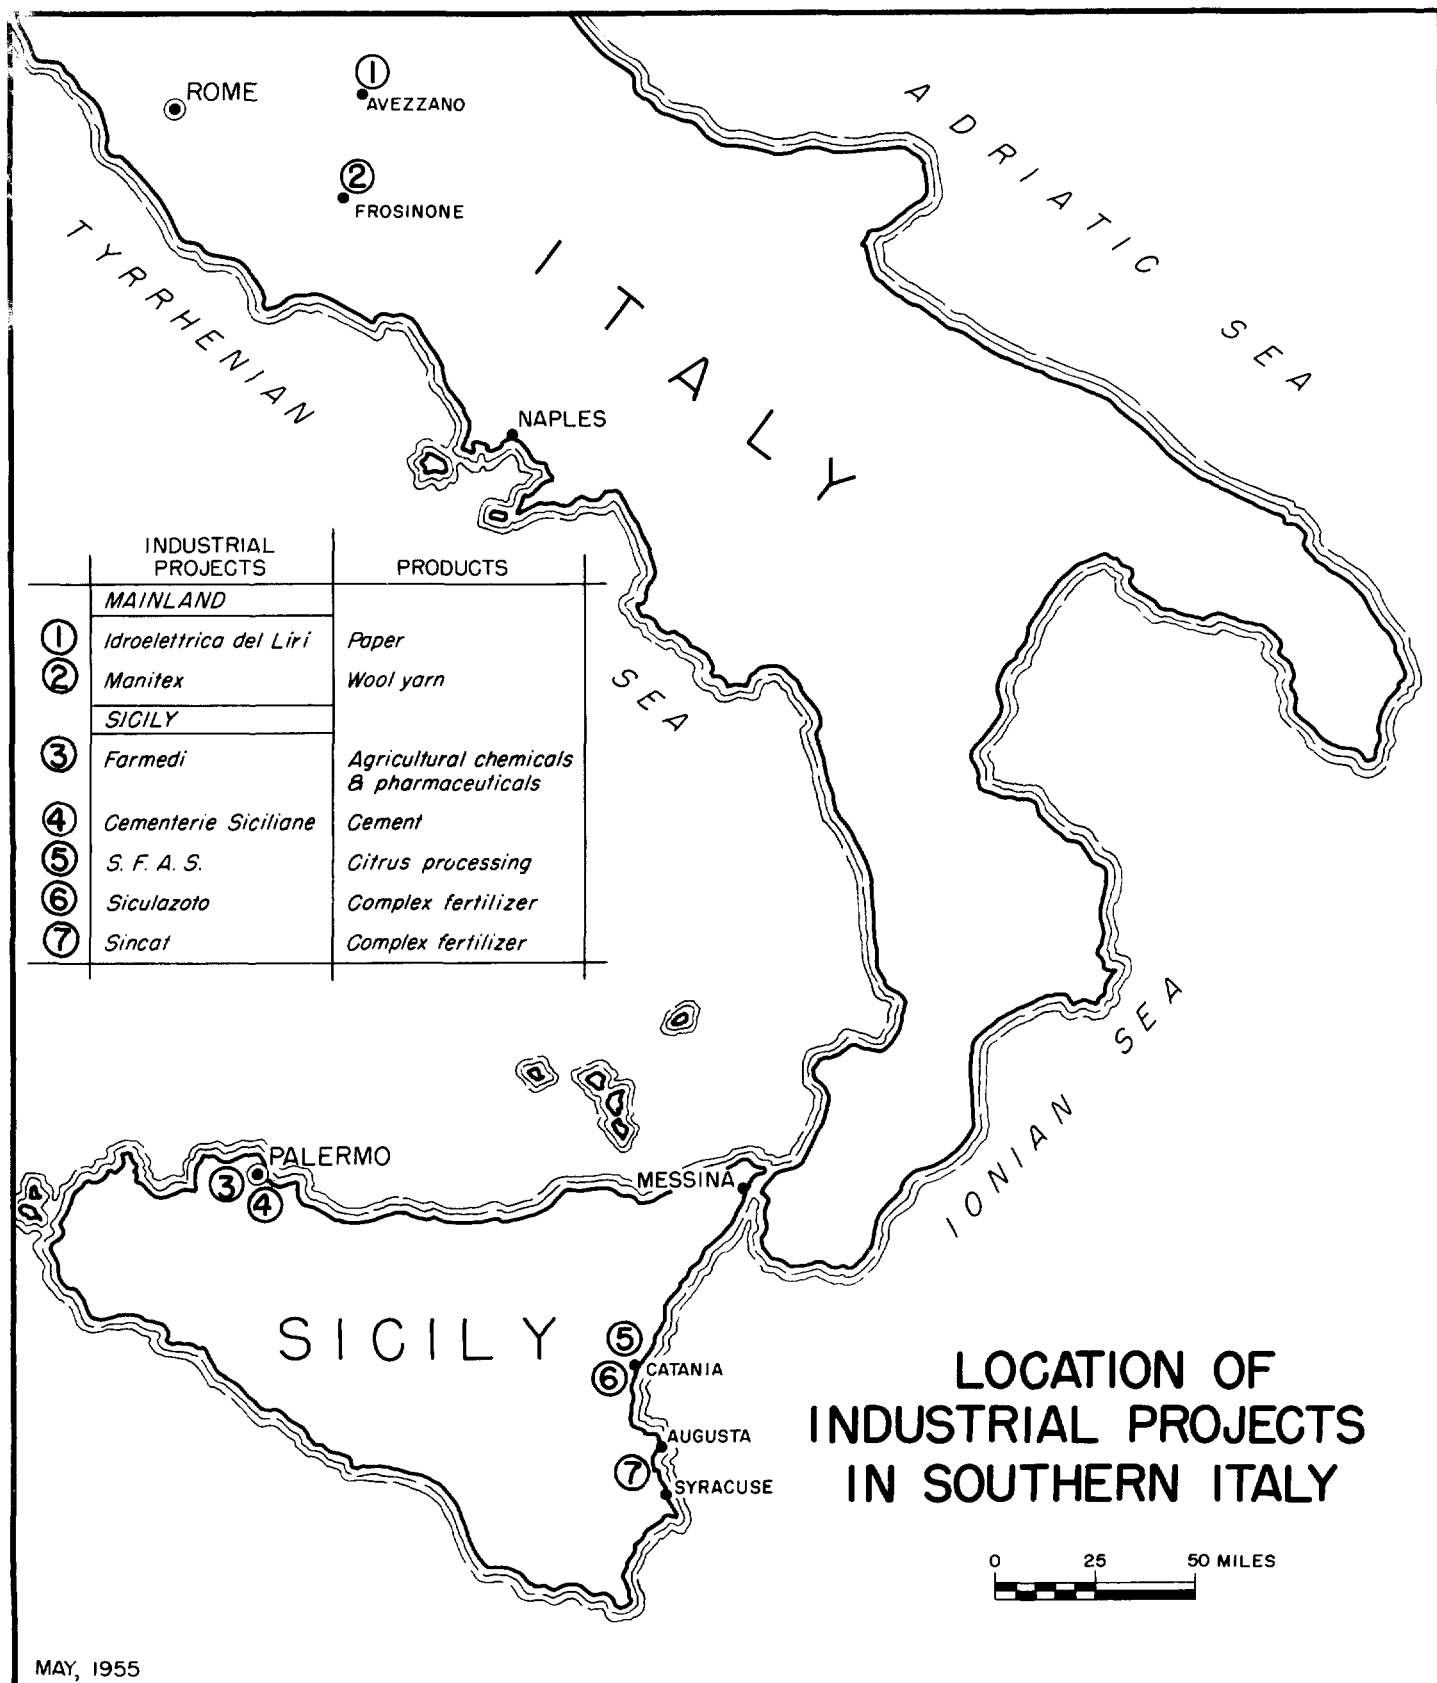 ROME
①
AVEZZANO
②
FROSINONE
ADRIATIC SEA
TYRRHENIAN SEA
ITALY
NAPLES
INDUSTRIAL PROJECTS | PRODUCTS
MAINLAND
① Idroelettrica del Liri | Paper
② Manitex | Wool yarn
SICILY
③ Farmedi | Agricultural chemicals
& pharmaceuticals
④ Cementerie Siciliane | Cement
⑤ S. F. A. S. | Citrus processing
⑥ Siculazoto | Complex fertilizer
⑦ Sincat | Complex fertilizer
IONIAN SEA
PALERMO
③
④
MESSINA
SICILY
⑤
⑥ CATANIA
AUGUSTA
⑦
SYRACUSE
LOCATION OF
INDUSTRIAL PROJECTS
IN SOUTHERN ITALY
0 25 50 MILES
MAY, 1955